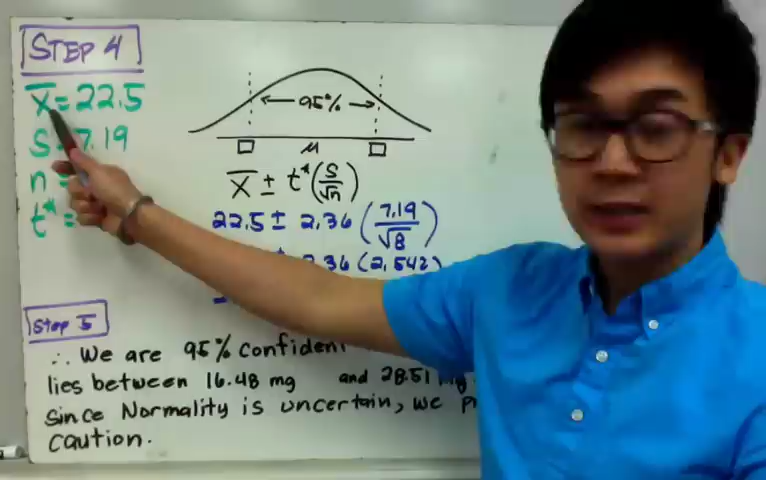 STEP 4
x̄ = 22.5
S = 7.19
n =
t* =
95%
μ
x̄ ± t* (S/√n)
22.5 ± 2.36 (7.19/√8)
± 2.36 (2.542)
Step 5
∴ We are 95% confident
lies between 16.48 mg and 28.51 mg
since Normality is uncertain, we
caution.